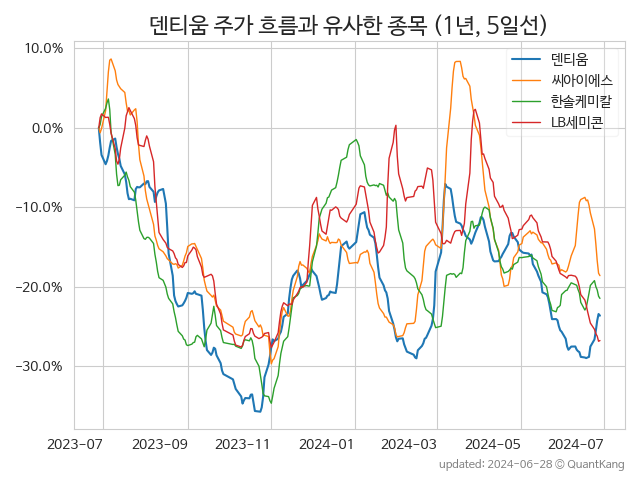 덴티움 주가 흐름과 유사한 종목 (1년, 5일선)
덴티움
씨아이에스
한솔케미칼
LB세미콘
10.0%
0.0%
−10.0%
−20.0%
−30.0%
2023-07
2023-09
2023-11
2024-01
2024-03
2024-05
2024-07
updated: 2024-06-28 © QuantKang